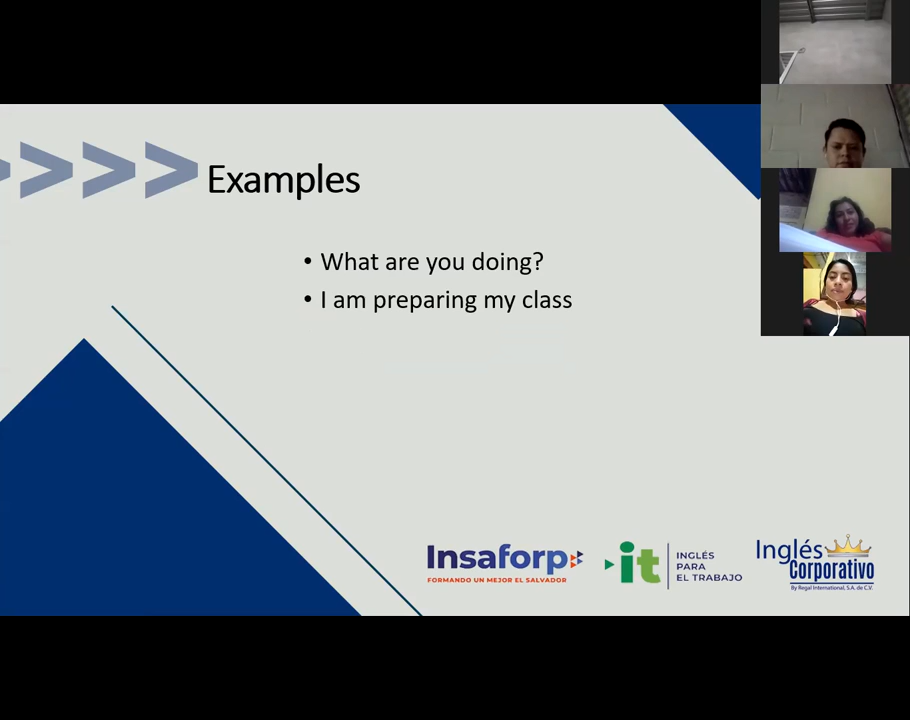 >>>> Examples
• What are you doing?
• I am preparing my class
Insaforp
FORMANDO UN MEJOR EL SALVADOR
it
INGLÉS
PARA
EL TRABAJO
Inglés
Corporativo
By Regal International, S.A. de C.V.